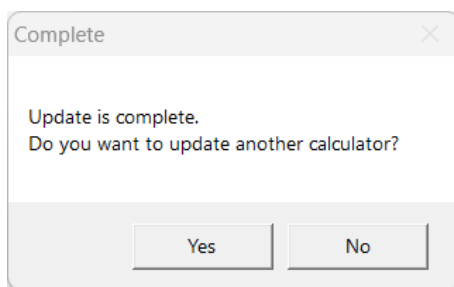 Complete
Update is complete.
Do you want to update another calculator?
Yes
No